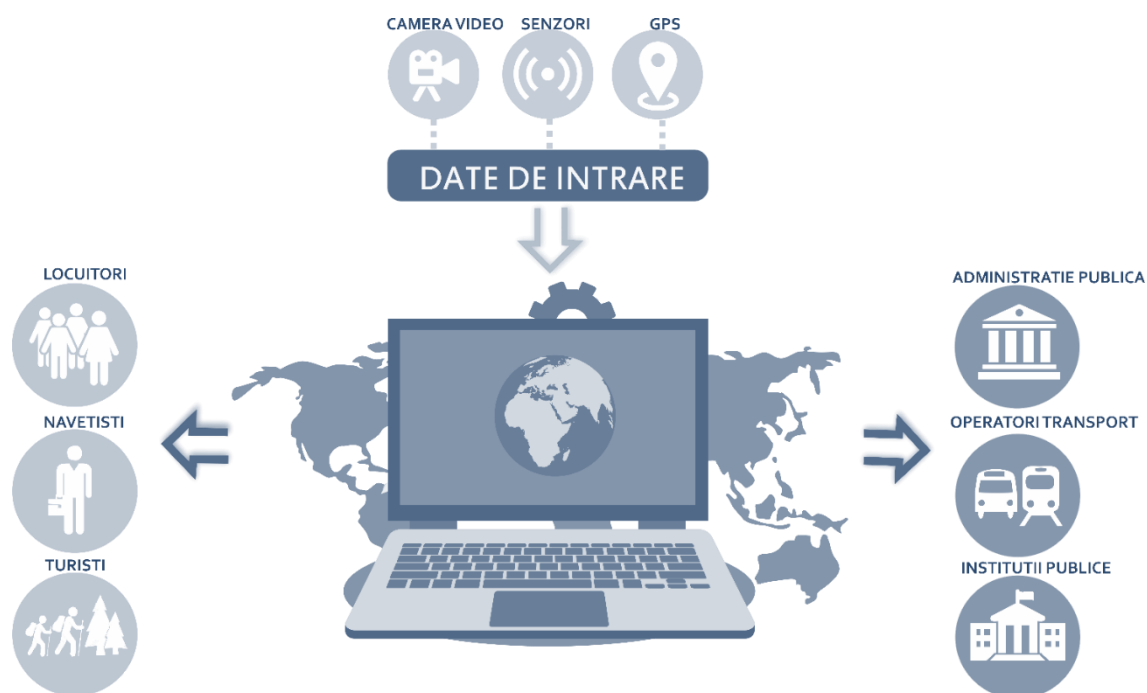 CAMERA VIDEO
SENZORI
GPS
DATE DE INTRARE
LOCUITORI
NAVETISTI
TURISTI
ADMINISTRATIE PUBLICA
OPERATORI TRANSPORT
INSTITUTII PUBLICE